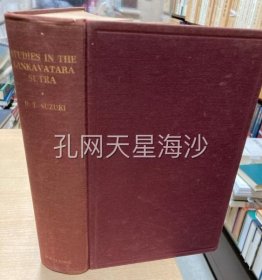 STUDIES IN THE
LANKAVATARA
SUTRA
D. T. SUZUKI
孔网天星海沙